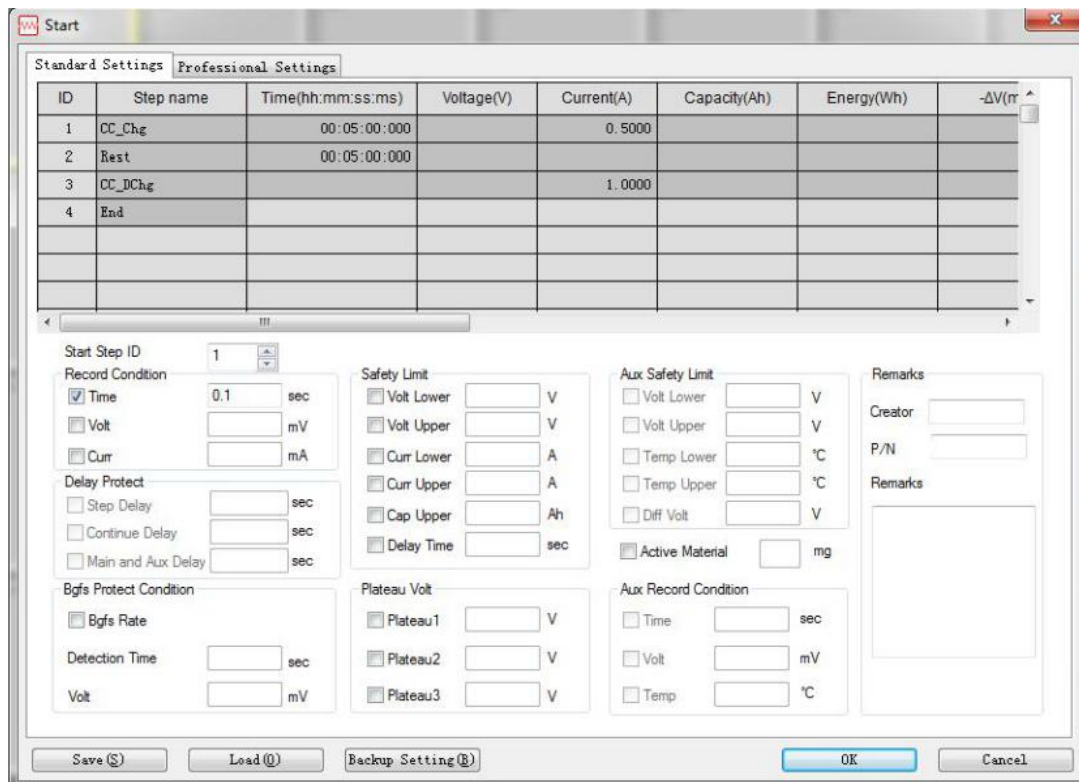 Start
Standard Settings Professional Settings
ID Step name Time(hh:mm:ss:ms) Voltage(V) Current(A) Capacity(Ah) Energy(Wh) -ΔV(m
1 CC_Chg 00:05:00:000 0.5000
2 Rest 00:05:00:000
3 CC_DChg 1.0000
4 End
Start Step ID 1
Record Condition
Time 0.1 sec
Volt mV
Curr mA
Delay Protect
Step Delay sec
Continue Delay sec
Main and Aux Delay sec
Bgfs Protect Condition
Bgfs Rate
Detection Time sec
Volt mV
Safety Limit
Volt Lower V
Volt Upper V
Curr Lower A
Curr Upper A
Cap Upper Ah
Delay Time sec
Plateau Volt
Plateau1 V
Plateau2 V
Plateau3 V
Aux Safety Limit
Volt Lower V
Volt Upper V
Temp Lower ℃
Temp Upper ℃
Diff Volt V
Active Material mg
Aux Record Condition
Time sec
Volt mV
Temp ℃
Remarks
Creator
P/N
Remarks
Save(S) Load(O) Backup Setting(B) OK Cancel